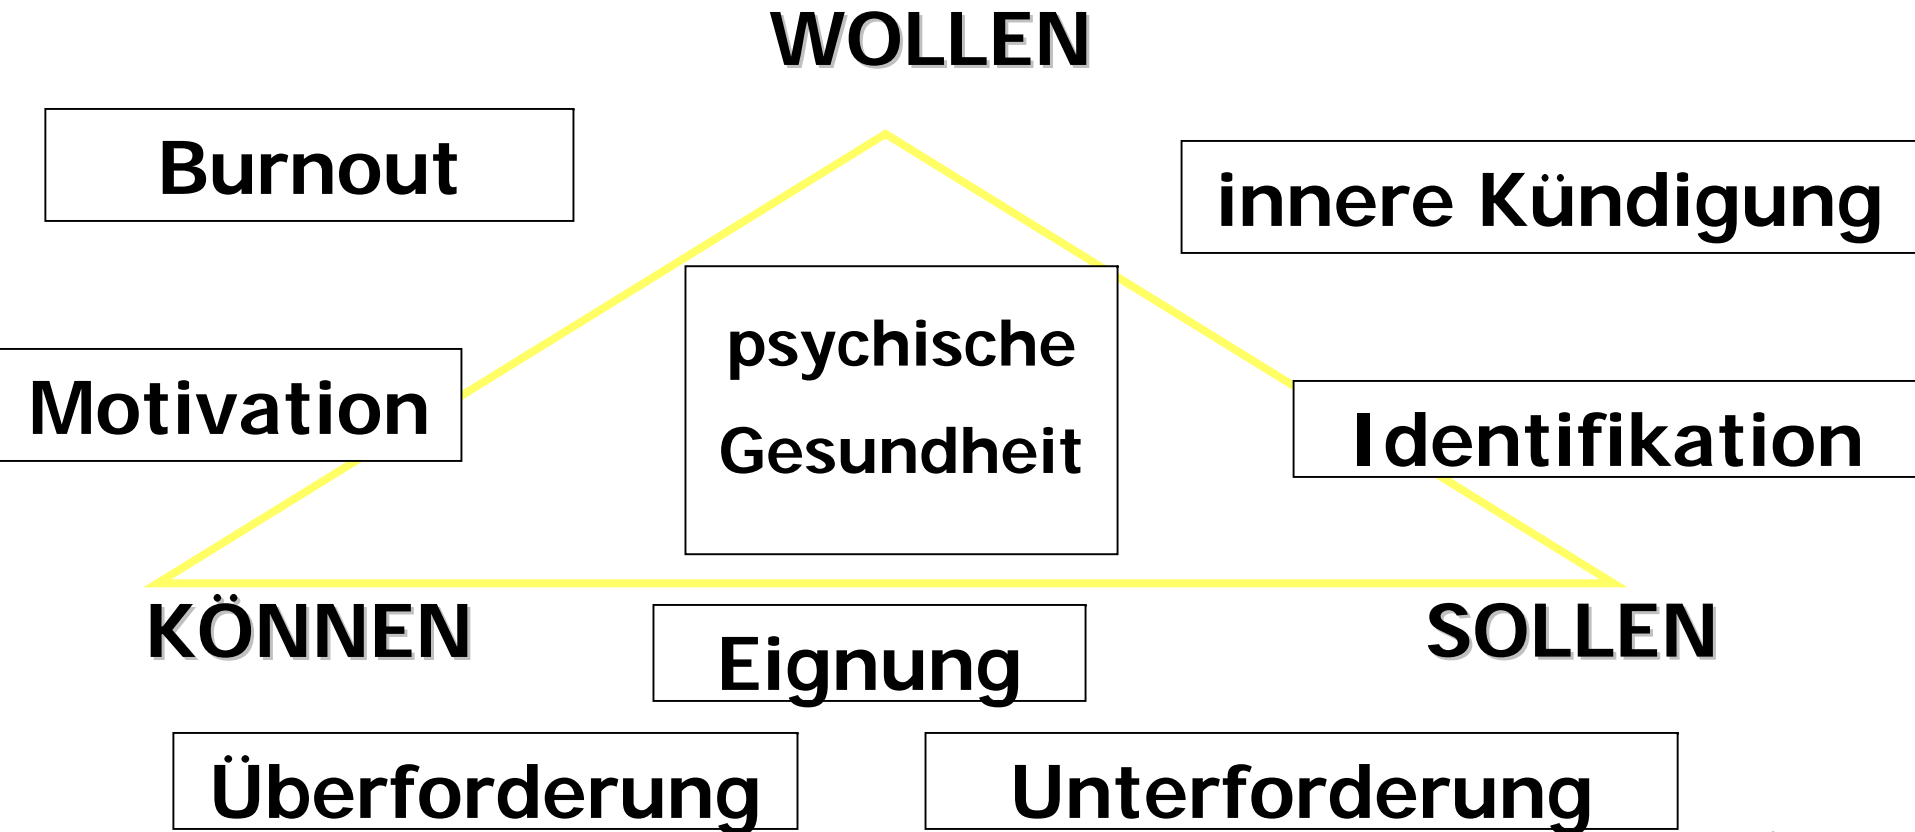 WOLLEN
Burnout
innere Kündigung
psychische
Gesundheit
Motivation
Identifikation
KÖNNEN
SOLLEN
Eignung
Überforderung
Unterforderung